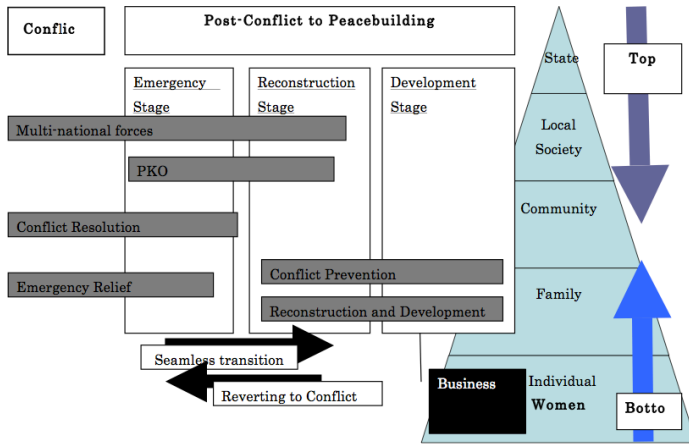 Conflic
Post-Conflict to Peacebuilding
Emergency
Stage
Reconstruction
Stage
Development
Stage
Multi-national forces
PKO
Conflict Resolution
Emergency Relief
Conflict Prevention
Reconstruction and Development
Seamless transition
Reverting to Conflict
State
Local
Society
Community
Family
Individual
Women
Business
Top
Botto